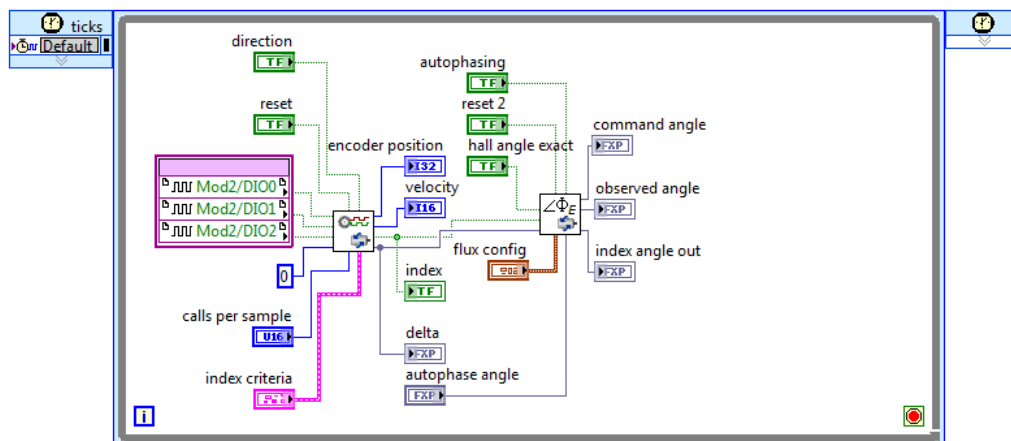 ticks
Default
direction
TF
reset
TF
Mod2/DIO0
Mod2/DIO1
Mod2/DIO2
0
calls per sample
U16
index criteria
encoder position
I32
velocity
I16
index
TF
delta
FXP
autophase angle
FXP
autophasing
TF
reset 2
TF
hall angle exact
TF
flux config
∠ΦE
command angle
FXP
observed angle
FXP
index angle out
FXP
i